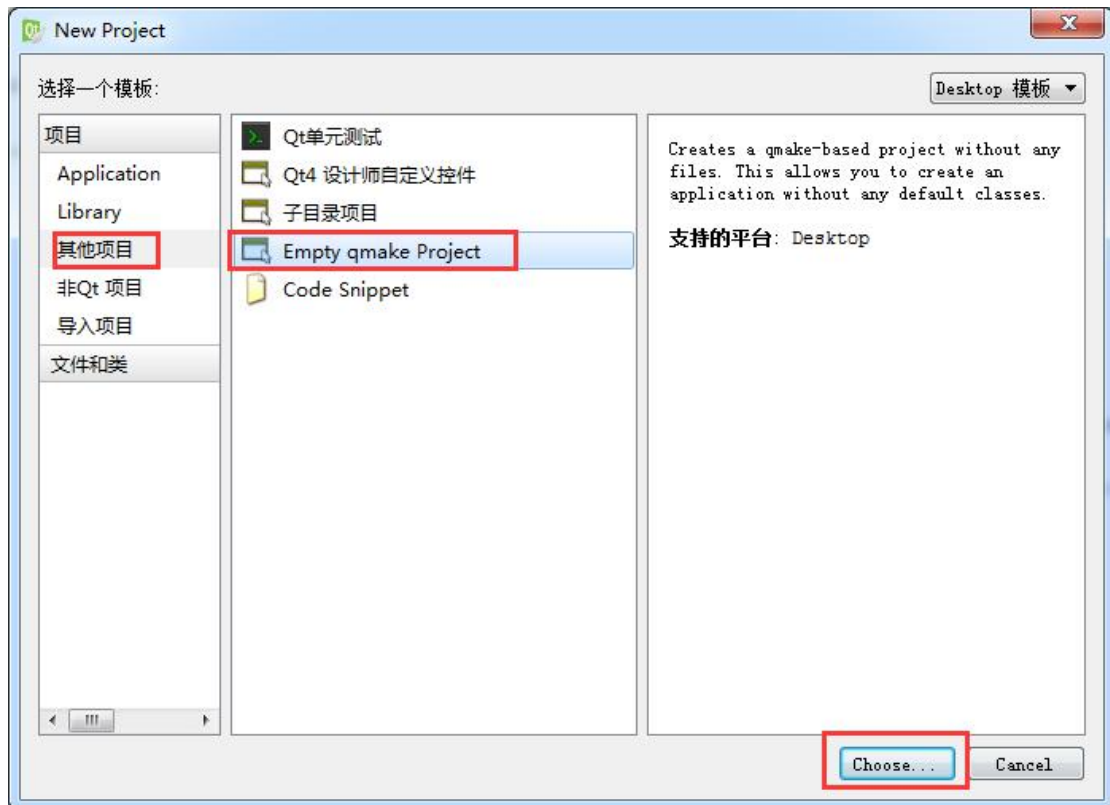 New Project
选择一个模板:
Desktop 模板
项目
Application
Library
其他项目
非Qt 项目
导入项目
文件和类
Qt单元测试
Qt4 设计师自定义控件
子目录项目
Empty qmake Project
Code Snippet
Creates a qmake-based project without any
files. This allows you to create an
application without any default classes.
支持的平台: Desktop
Choose...
Cancel